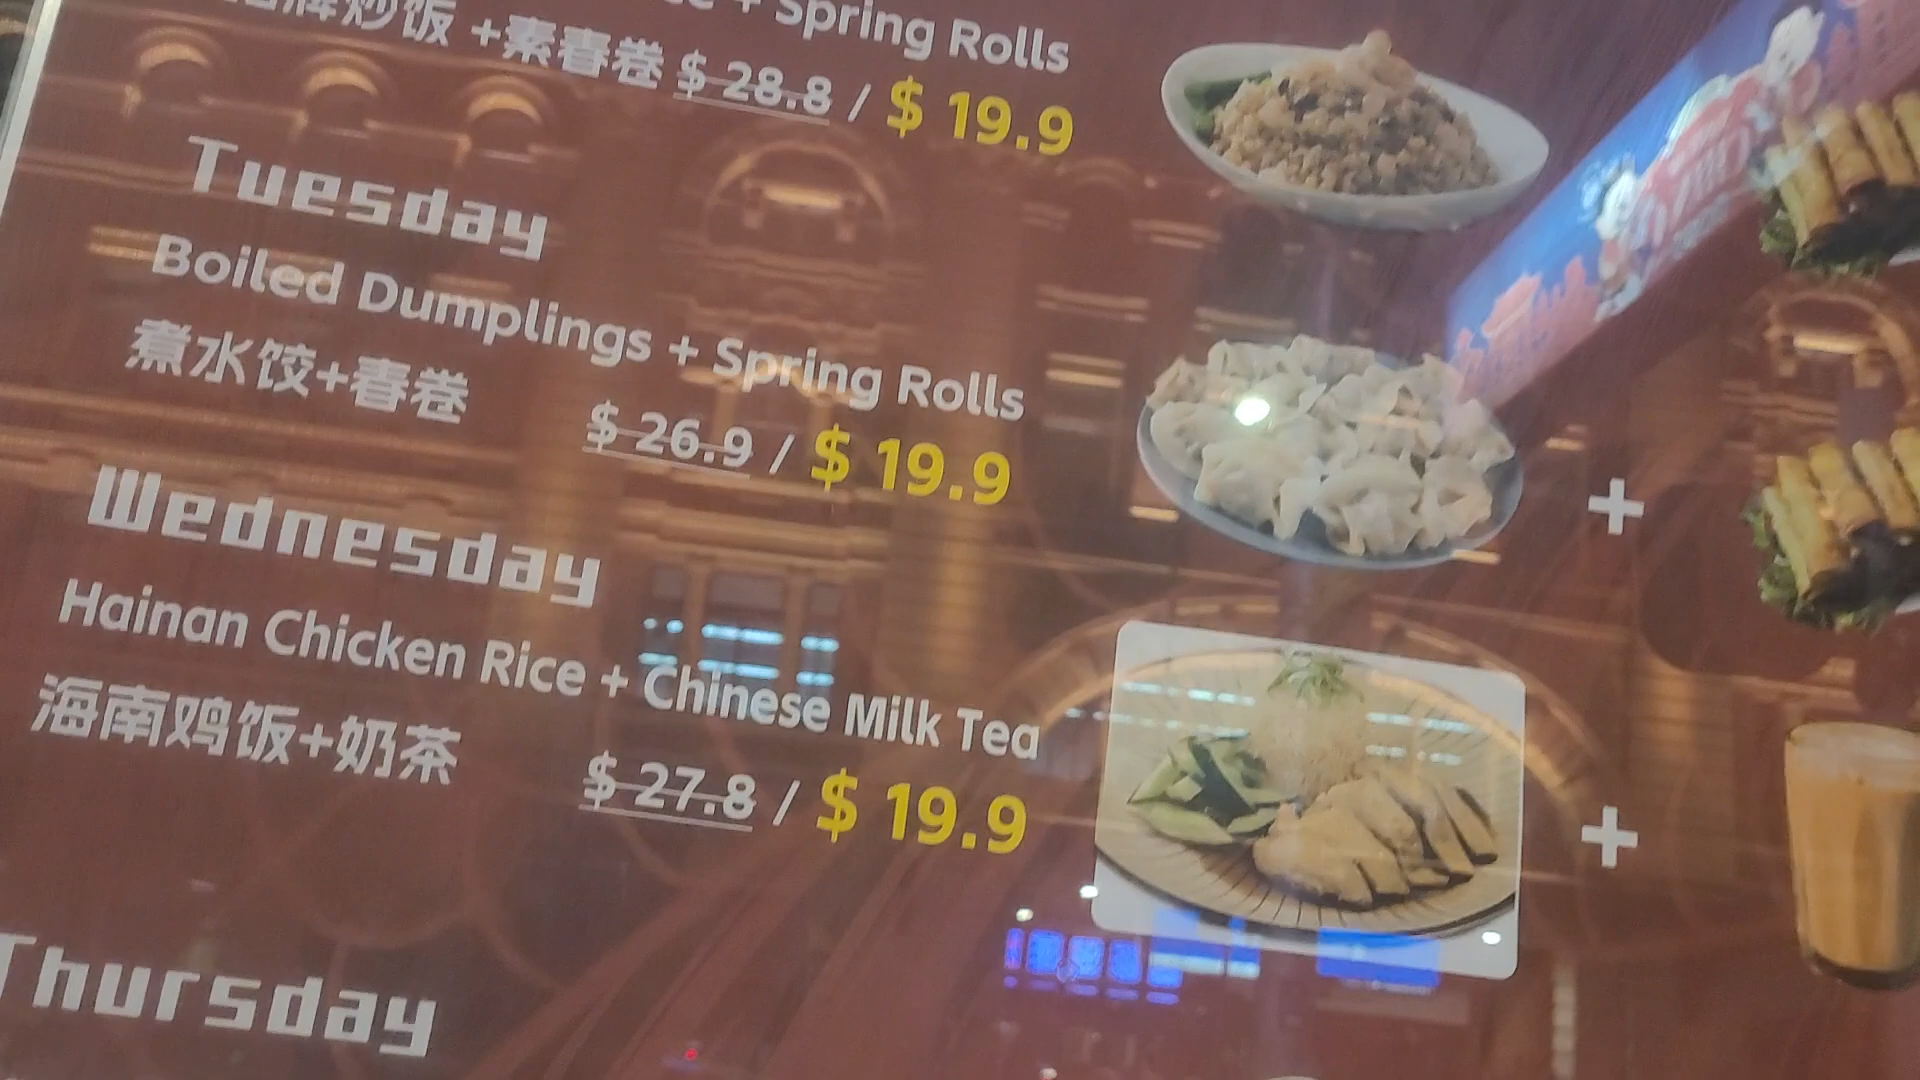 + Spring Rolls
炒饭 +素春卷 $ 28.8 / $ 19.9
Tuesday
Boiled Dumplings + Spring Rolls
煮水饺+春卷
$ 26.9 / $ 19.9
Wednesday
Hainan Chicken Rice + Chinese Milk Tea
海南鸡饭+奶茶
$ 27.8 / $ 19.9
Thursday